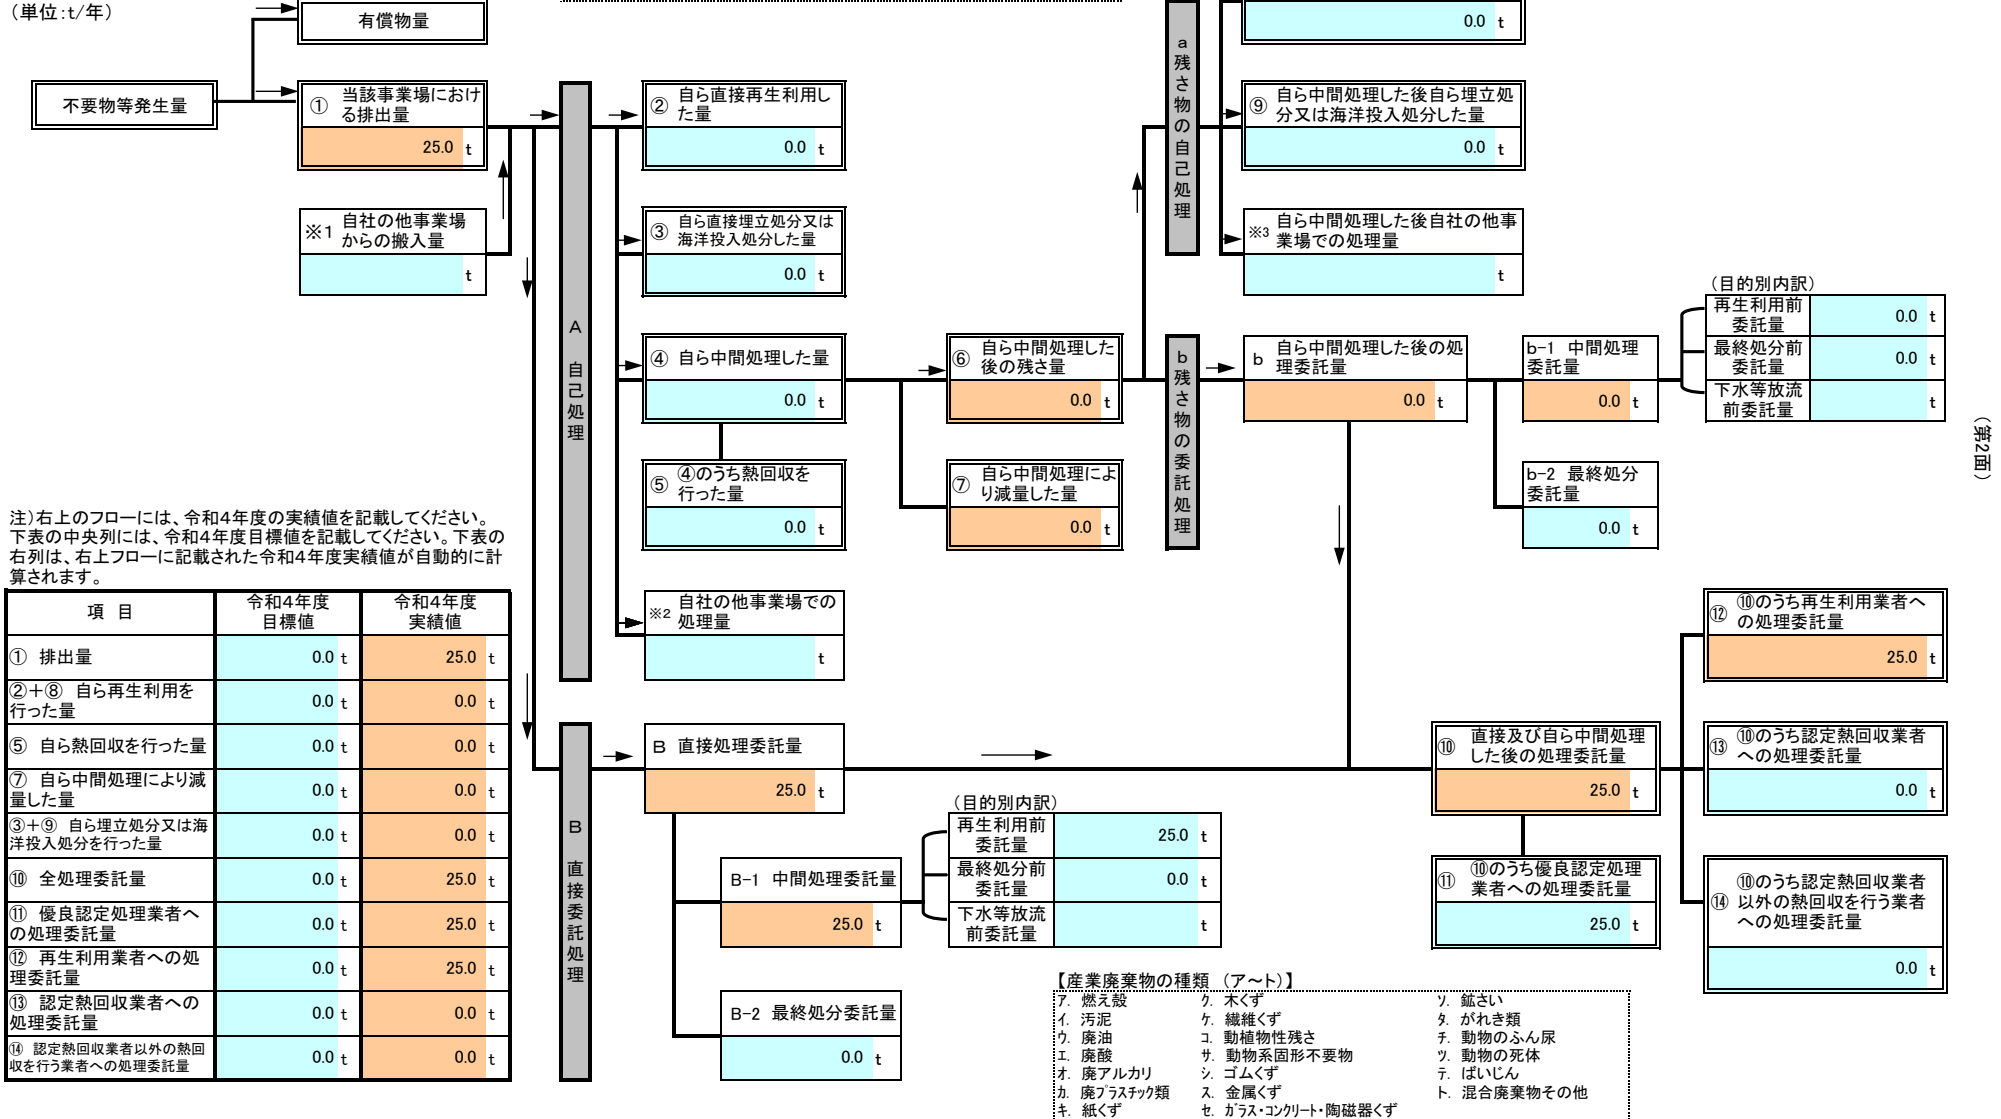 （単位：t/年）
有償物量
不要物等発生量
① 当該事業場におけ
る排出量
25.0 t
※1 自社の他事業場
からの搬入量
t
A 自己処理
② 自ら直接再生利用し
た量
0.0 t
③ 自ら直接埋立処分又は
海洋投入処分した量
0.0 t
④ 自ら中間処理した量
0.0 t
⑤ ④のうち熱回収を
行った量
0.0 t
※2 自社の他事業場での
処理量
t
⑥ 自ら中間処理した
後の残さ量
0.0 t
⑦ 自ら中間処理によ
り減量した量
0.0 t
a残さ物の自己処理
0.0 t
⑨ 自ら中間処理した後自ら埋立処
分又は海洋投入処分した量
0.0 t
※3 自ら中間処理した後自社の他事
業場での処理量
t
b残さ物の委託処理
b 自ら中間処理した後の処
理委託量
0.0 t
b-1 中間処理
委託量
0.0 t
b-2 最終処分
委託量
0.0 t
（目的別内訳）
再生利用前
委託量 0.0 t
最終処分前
委託量 0.0 t
下水等放流
前委託量 t
（第2面）
注）右上のフローには、令和4年度の実績値を記載してください。
下表の中央列には、令和4年度目標値を記載してください。下表の
右列は、右上フローに記載された令和4年度実績値が自動的に計
算されます。
項 目 令和4年度
目標値 令和4年度
実績値
① 排出量 0.0 t 25.0 t
②＋⑧ 自ら再生利用を
行った量 0.0 t 0.0 t
⑤ 自ら熱回収を行った量 0.0 t 0.0 t
⑦ 自ら中間処理により減
量した量 0.0 t 0.0 t
③＋⑨ 自ら埋立処分又は海
洋投入処分を行った量 0.0 t 0.0 t
⑩ 全処理委託量 0.0 t 25.0 t
⑪ 優良認定処理業者へ
の処理委託量 0.0 t 25.0 t
⑫ 再生利用業者への処
理委託量 0.0 t 25.0 t
⑬ 認定熱回収業者への
処理委託量 0.0 t 0.0 t
⑭ 認定熱回収業者以外の熱回
収を行う業者への処理委託量 0.0 t 0.0 t
B 直接委託処理
B 直接処理委託量
25.0 t
B-1 中間処理委託量
25.0 t
B-2 最終処分委託量
0.0 t
（目的別内訳）
再生利用前
委託量 25.0 t
最終処分前
委託量 0.0 t
下水等放流
前委託量 t
⑩ 直接及び自ら中間処理
した後の処理委託量
25.0 t
⑪ ⑩のうち優良認定処理
業者への処理委託量
25.0 t
⑫ ⑩のうち再生利用業者へ
の処理委託量
25.0 t
⑬ ⑩のうち認定熱回収業者
への処理委託量
0.0 t
⑭ ⑩のうち認定熱回収業者
以外の熱回収を行う業者
への処理委託量
0.0 t
【産業廃棄物の種類 （ア～ト）】
ア. 燃え殻 ク. 木くず ソ. 鉱さい
イ. 汚泥 ケ. 繊維くず タ. がれき類
ウ. 廃油 コ. 動植物性残さ チ. 動物のふん尿
エ. 廃酸 サ. 動物系固形不要物 ツ. 動物の死体
オ. 廃アルカリ シ. ゴムくず テ. ばいじん
カ. 廃プラスチック類 ス. 金属くず ト. 混合廃棄物その他
キ. 紙くず セ. ガラス・コンクリート・陶磁器くず